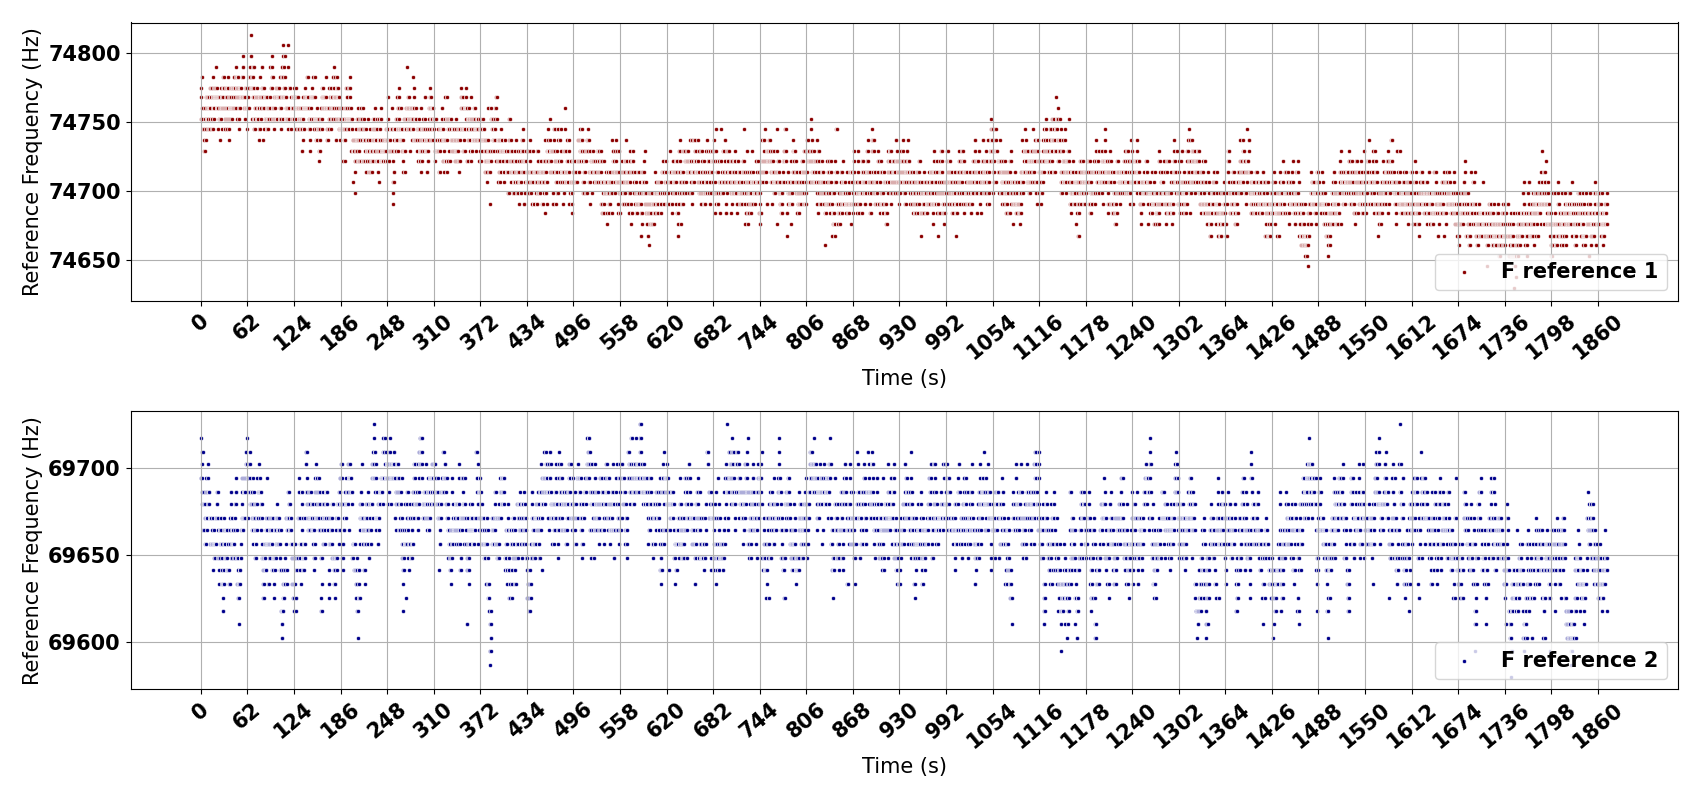 Reference Frequency (Hz)
74800
74750
74700
74650
F reference 1
0 62 124 186 248 310 372 434 496 558 620 682 744 806 868 930 992 1054 1116 1178 1240 1302 1364 1426 1488 1550 1612 1674 1736 1798 1860
Time (s)
Reference Frequency (Hz)
69700
69650
69600
F reference 2
0 62 124 186 248 310 372 434 496 558 620 682 744 806 868 930 992 1054 1116 1178 1240 1302 1364 1426 1488 1550 1612 1674 1736 1798 1860
Time (s)